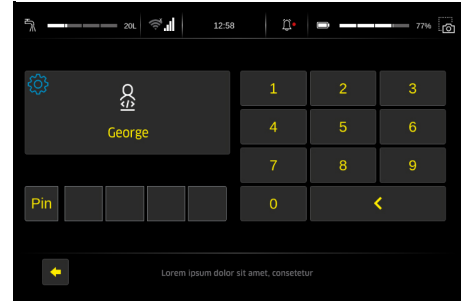 20L 12:58 77%
1 2 3
George
4 5 6
7 8 9
Pin
0
Lorem ipsum dolor sit amet, consetetur